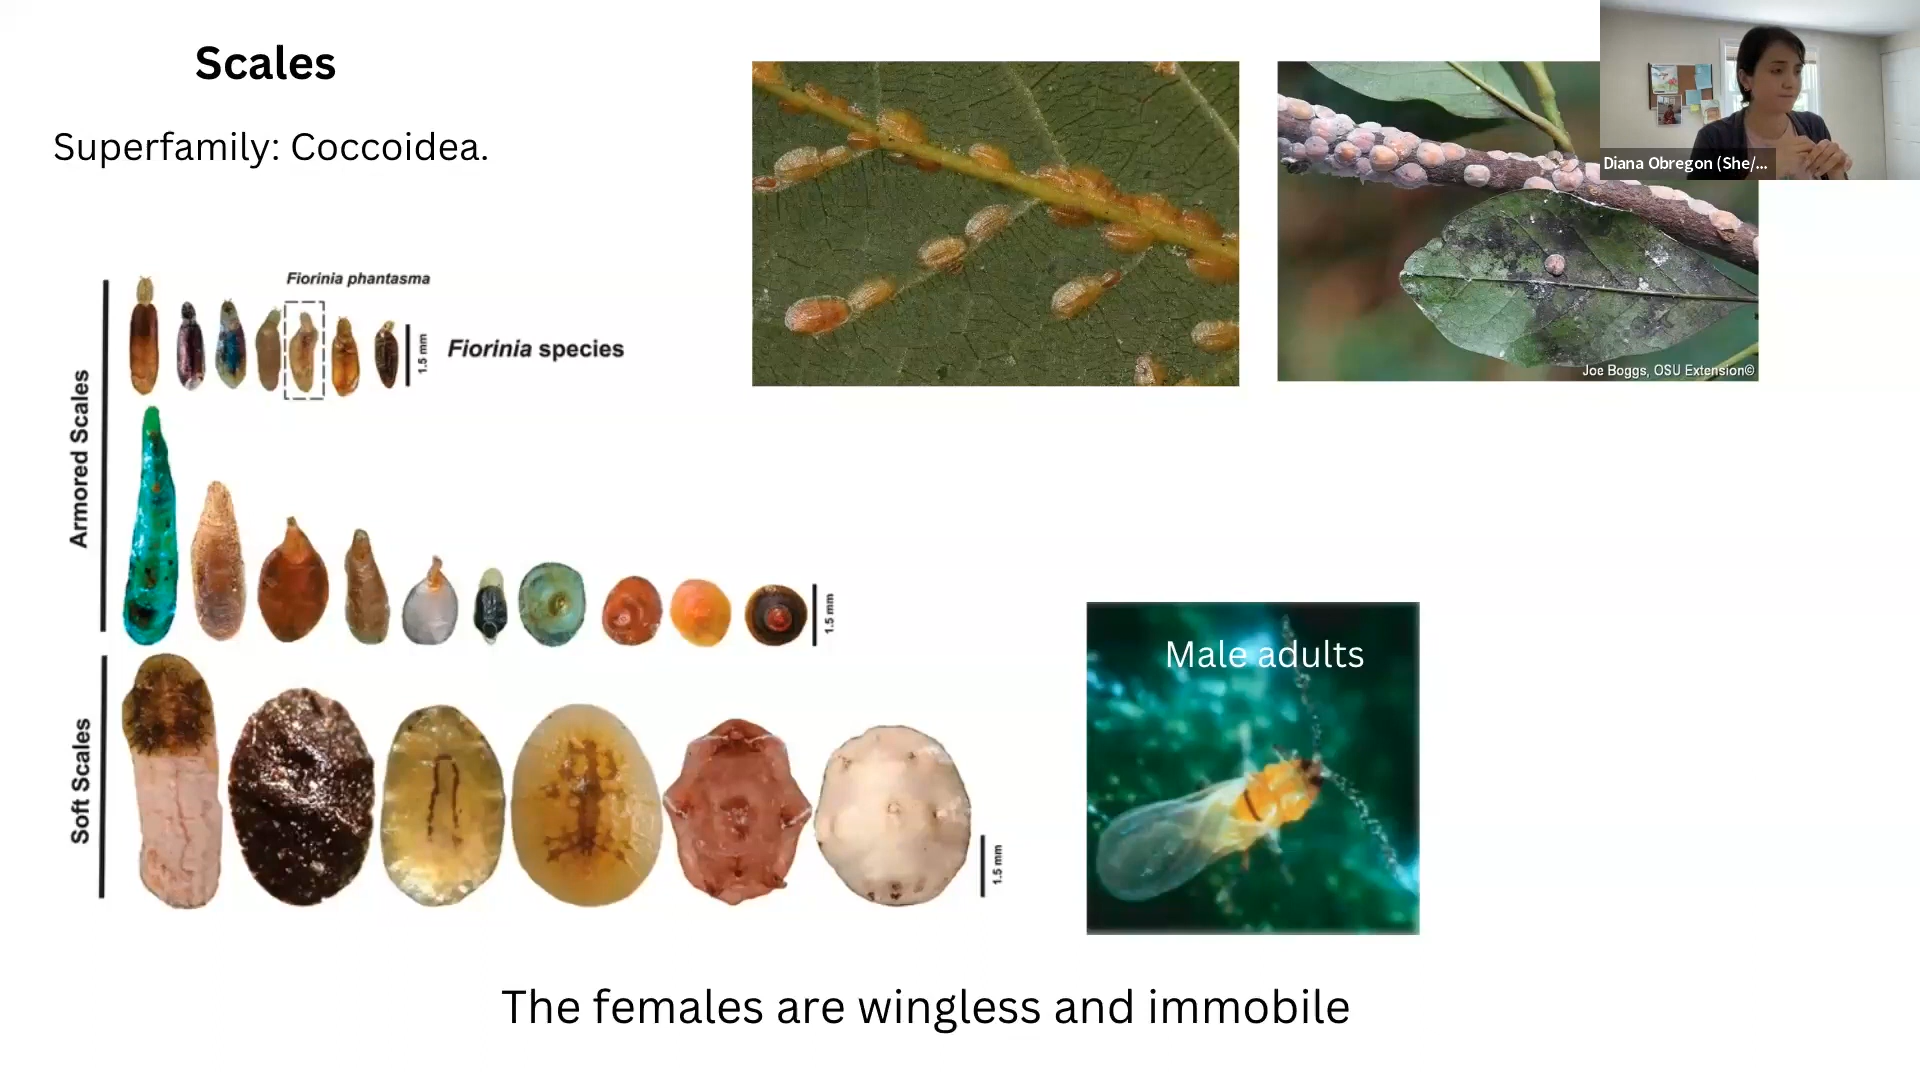 Scales
Superfamily: Coccoidea.
Diana Obregon (She/...
Joe Boggs, OSU Extension©
Fiorinia phantasma
Fiorinia species
1.5 mm
Armored Scales
1.5 mm
Soft Scales
1.5 mm
Male adults
The females are wingless and immobile